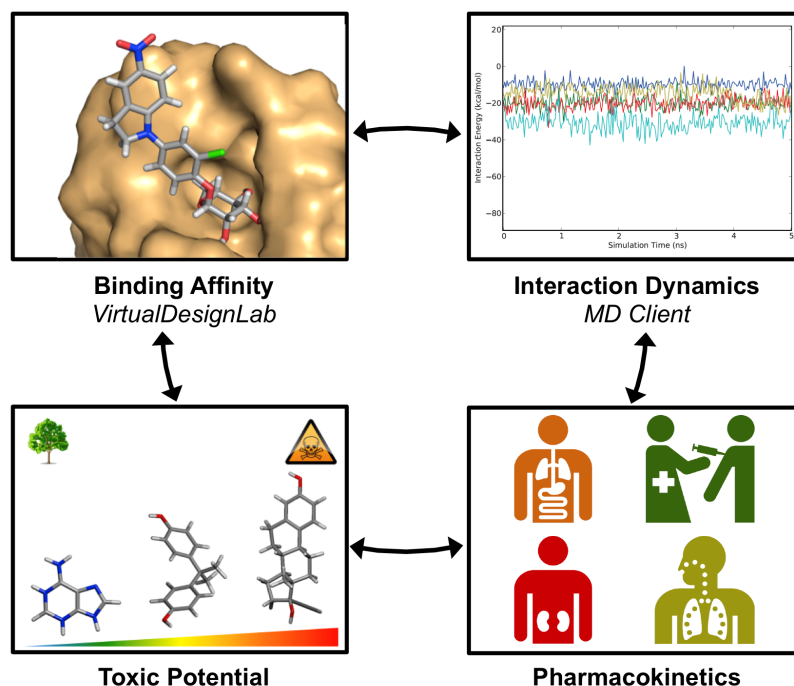 20
0
−20
−40
−60
−80
Interaction Energy (kcal/mol)
0 1 2 3 4 5
Simulation Time (ns)
Binding Affinity
VirtualDesignLab
Interaction Dynamics
MD Client
Toxic Potential
Pharmacokinetics